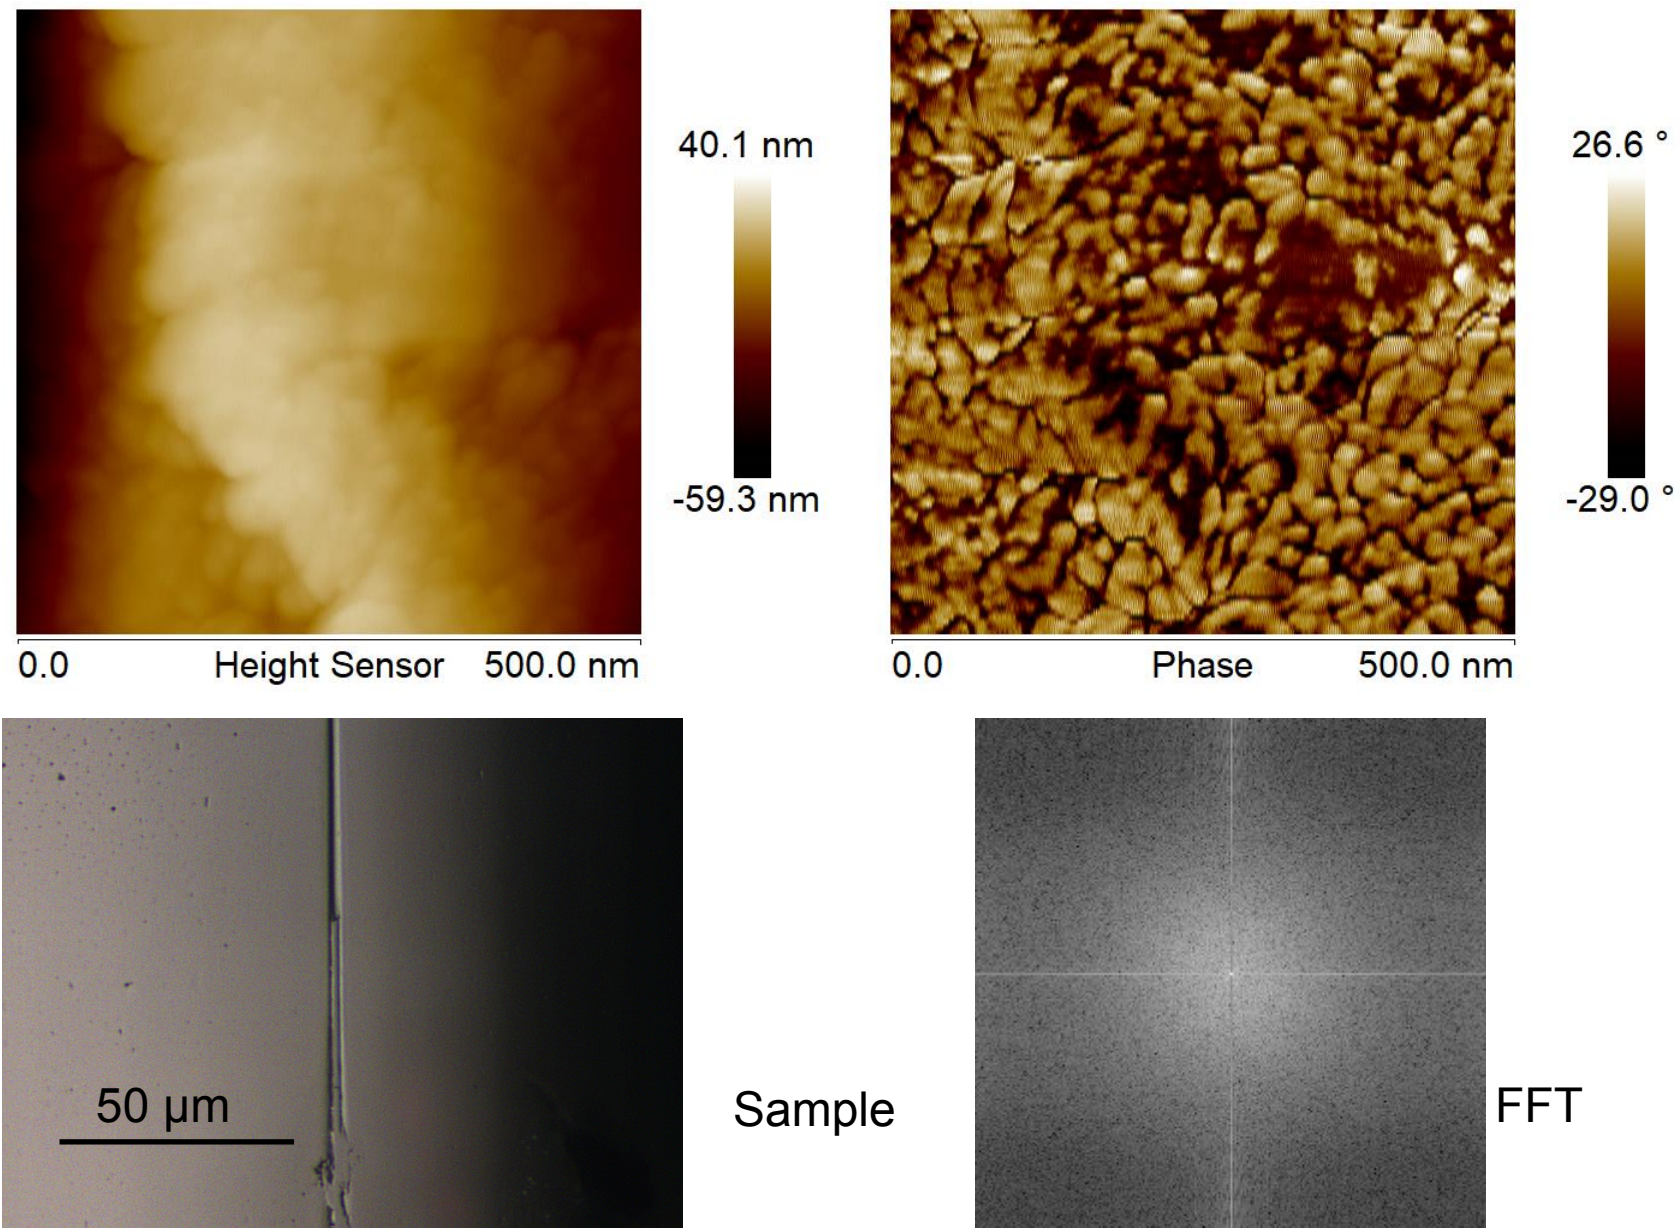 40.1 nm
-59.3 nm
0.0 Height Sensor 500.0 nm
26.6 °
-29.0 °
0.0 Phase 500.0 nm
50 µm
Sample
FFT